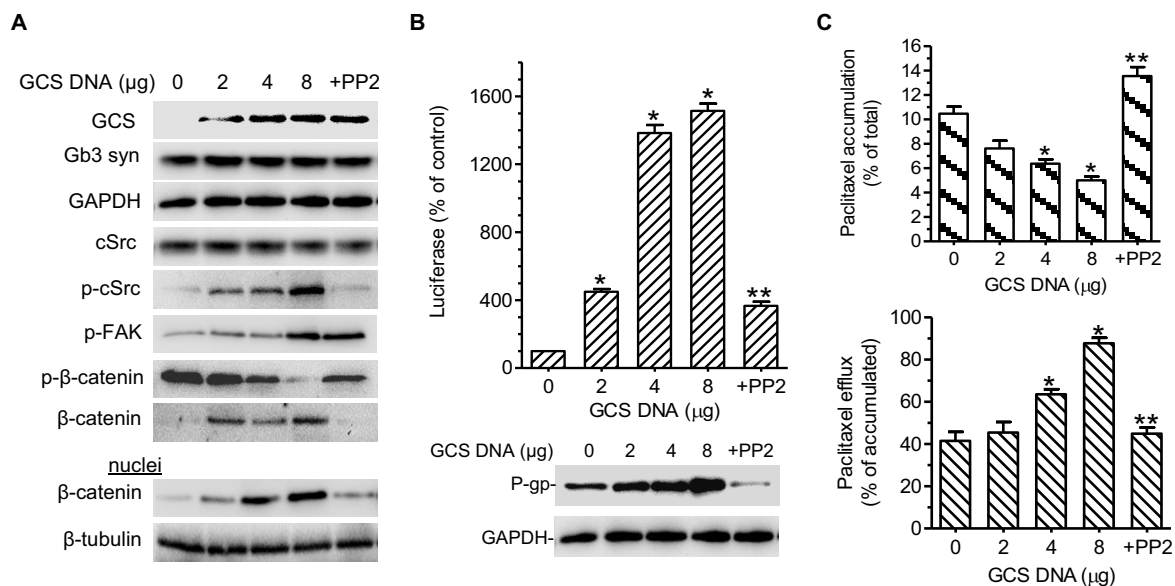 A
GCS DNA (μg) 0 2 4 8 +PP2
GCS
Gb3 syn
GAPDH
cSrc
p-cSrc
p-FAK
p-β-catenin
β-catenin
nuclei
β-catenin
β-tubulin
B
Luciferase (% of control)
1600
1200
800
400
0
*
*
*
**
0 2 4 8 +PP2
GCS DNA (μg)
GCS DNA (μg) 0 2 4 8 +PP2
P-gp-
GAPDH-
C
Paclitaxel accumulation
(% of total)
16
14
12
10
8
6
4
2
0
*
*
**
0 2 4 8 +PP2
GCS DNA (μg)
Paclitaxel efflux
(% of accumulated)
100
80
60
40
20
0
*
*
**
0 2 4 8 +PP2
GCS DNA (μg)